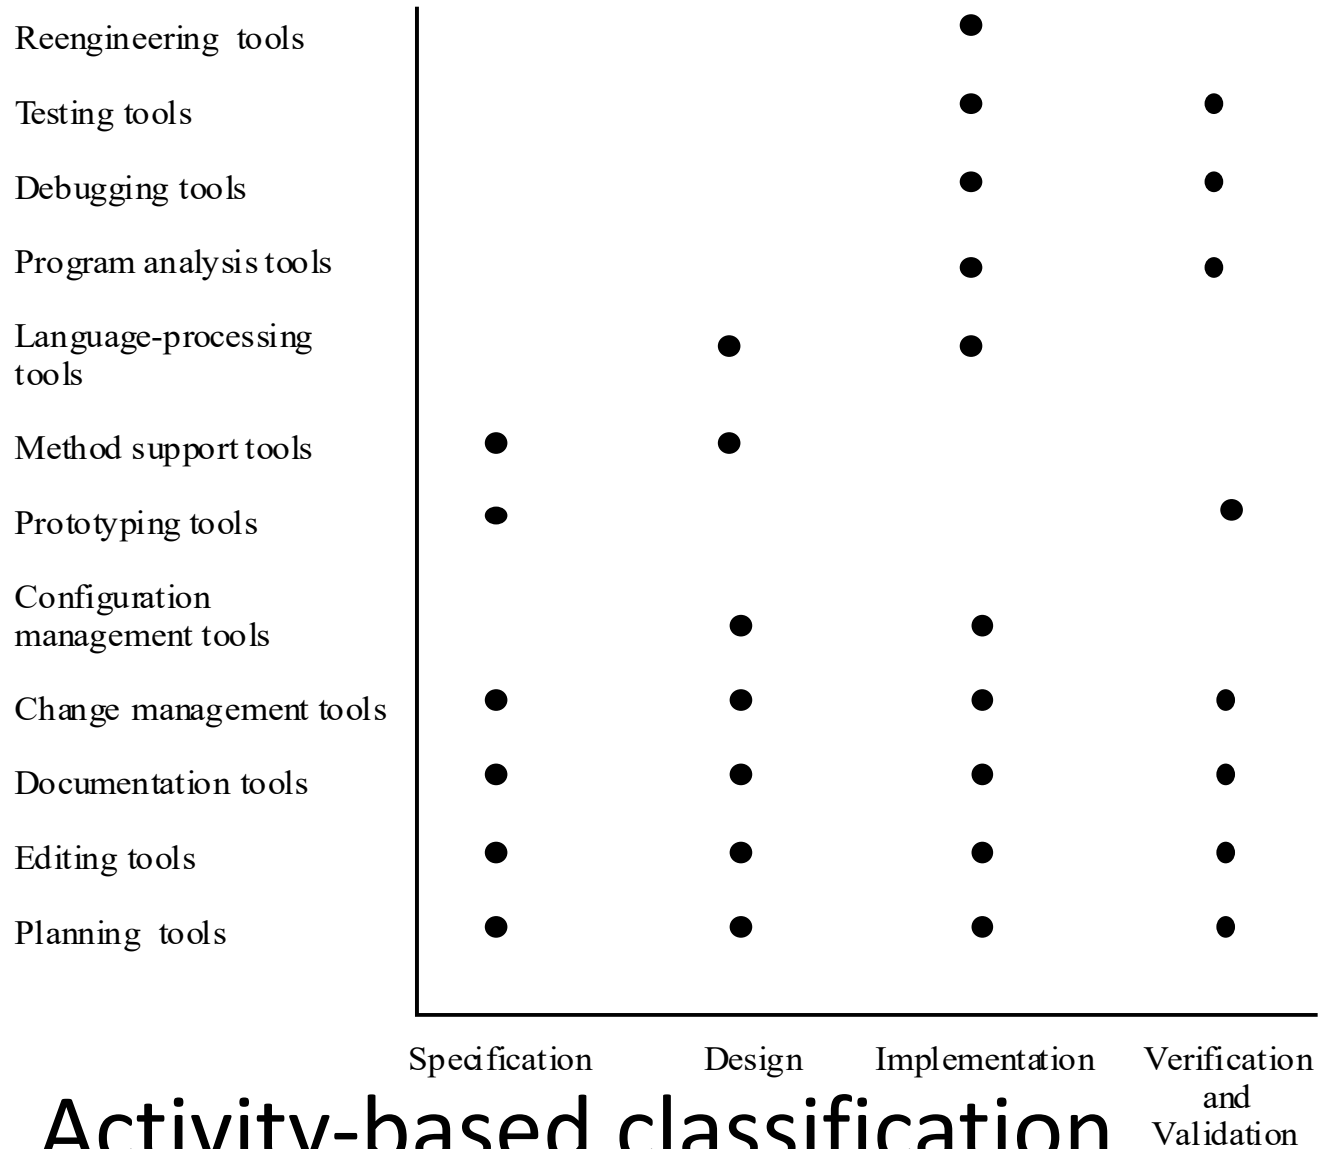 Reengineering tools
Testing tools
Debugging tools
Program analysis tools
Language-processing
tools
Method support tools
Prototyping tools
Configuration
management tools
Change management tools
Documentation tools
Editing tools
Planning tools
Specification Design Implementation Verification
and
Validation
Activity-based classification